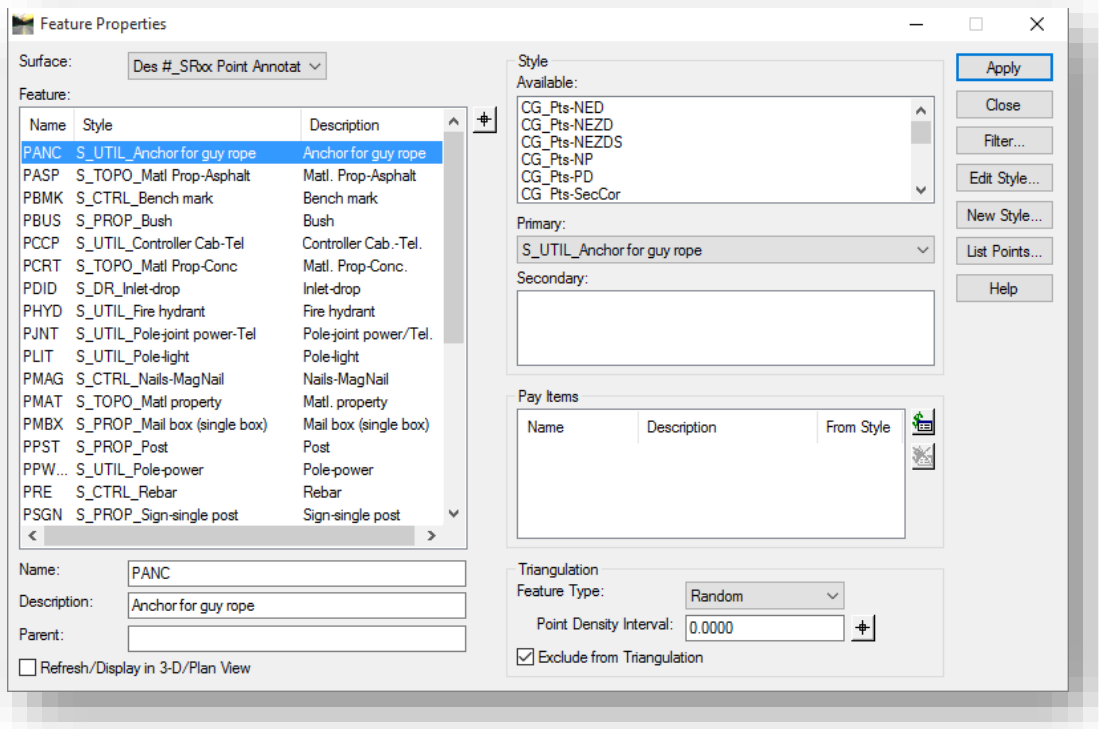 Feature Properties
Surface:
Des #_SRxx Point Annotat
Feature:
Name Style Description
PANC S_UTIL_Anchor for guy rope Anchor for guy rope
PASP S_TOPO_Matl Prop-Asphalt Matl. Prop-Asphalt
PBMK S_CTRL_Bench mark Bench mark
PBUS S_PROP_Bush Bush
PCCP S_UTIL_Controller Cab-Tel Controller Cab.-Tel.
PCRT S_TOPO_Matl Prop-Conc Matl. Prop-Conc.
PDID S_DR_Inlet-drop Inlet-drop
PHYD S_UTIL_Fire hydrant Fire hydrant
PJNT S_UTIL_Pole-joint power-Tel Pole-joint power/Tel.
PLIT S_UTIL_Pole-light Pole-light
PMAG S_CTRL_Nails-MagNail Nails-MagNail
PMAT S_TOPO_Matl property Matl. property
PMBX S_PROP_Mail box (single box) Mail box (single box)
PPST S_PROP_Post Post
PPW... S_UTIL_Pole-power Pole-power
PRE S_CTRL_Rebar Rebar
PSGN S_PROP_Sign-single post Sign-single post
Name:
PANC
Description:
Anchor for guy rope
Parent:
Refresh/Display in 3-D/Plan View
Style
Available:
CG_Pts-NED
CG_Pts-NEZD
CG_Pts-NEZDS
CG_Pts-NP
CG_Pts-PD
CG_Pts-SecCor
Primary:
S_UTIL_Anchor for guy rope
Secondary:
Pay Items
Name Description From Style
Triangulation
Feature Type:
Random
Point Density Interval:
0.0000
Exclude from Triangulation
Apply
Close
Filter...
Edit Style...
New Style...
List Points...
Help